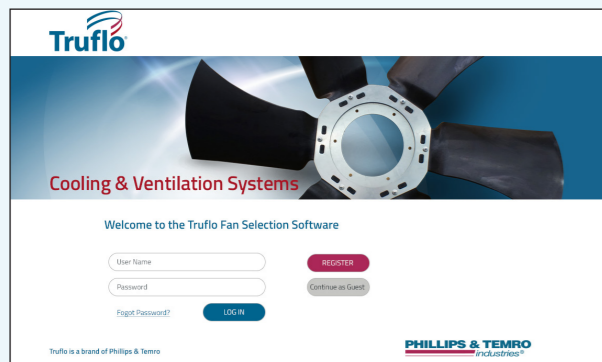 Truflo
Cooling & Ventilation Systems
Welcome to the Truflo Fan Selection Software
User Name
REGISTER
Password
Continue as Guest
Fogot Password?
LOG IN
Truflo is a brand of Phillips & Temro
PHILLIPS & TEMRO
industries®